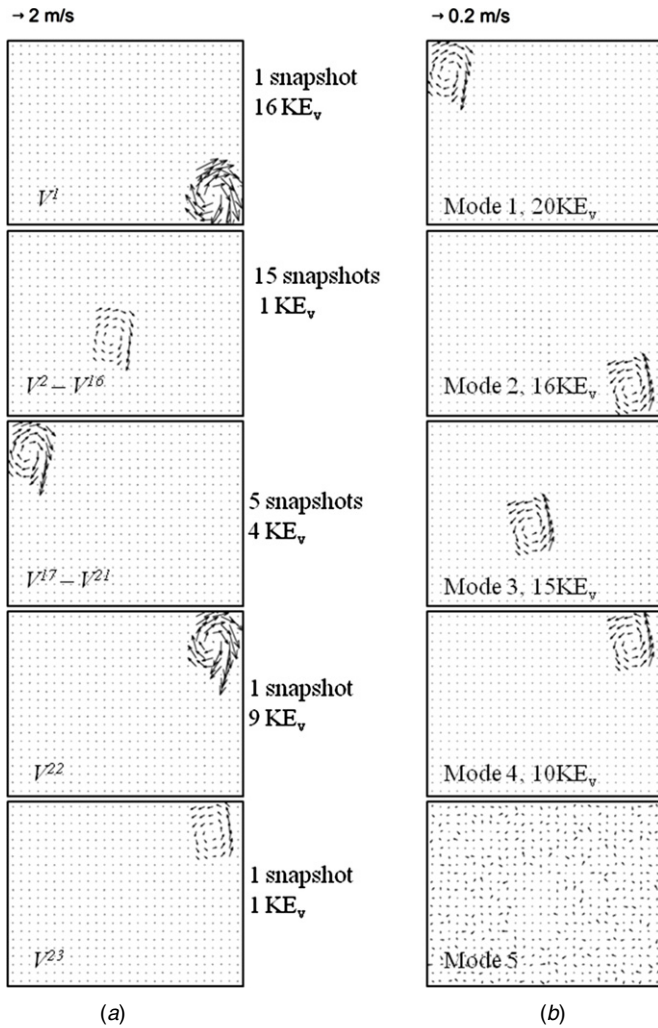 → 2 m/s
V¹
1 snapshot
16 KEᵥ
V² – V¹⁶
15 snapshots
1 KEᵥ
V¹⁷ – V²¹
5 snapshots
4 KEᵥ
V²²
1 snapshot
9 KEᵥ
V²³
1 snapshot
1 KEᵥ
(a)
→ 0.2 m/s
Mode 1, 20KEᵥ
Mode 2, 16KEᵥ
Mode 3, 15KEᵥ
Mode 4, 10KEᵥ
Mode 5
(b)